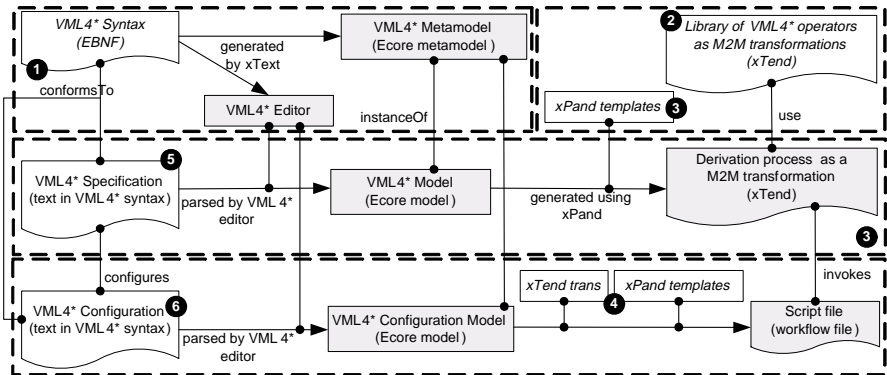 VML4* Syntax
(EBNF)
1
conformsTo
generated
by xText
VML4* Metamodel
(Ecore metamodel )
VML4* Editor
instanceOf
2
Library of VML4* operators
as M2M transformations
(xTend)
xPand templates
3
use
5
VML4* Specification
(text in VML4* syntax)
parsed by VML 4*
editor
VML4* Model
(Ecore model )
generated using
xPand
Derivation process as a
M2M transformation
(xTend)
3
configures
6
VML4* Configuration
(text in VML4* syntax)
parsed by VML 4*
editor
VML4* Configuration Model
(Ecore model )
xTend trans
4
xPand templates
invokes
Script file
(workflow file)